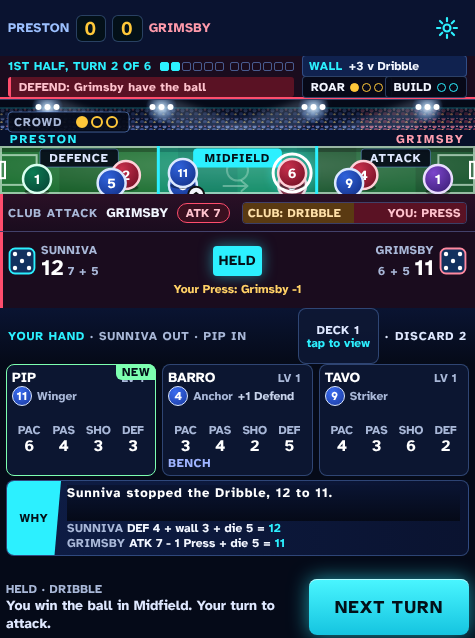 PRESTON 0 0 GRIMSBY
1ST HALF, TURN 2 OF 6
WALL +3 v Dribble
DEFEND: Grimsby have the ball
ROAR BUILD
CROWD
PRESTON GRIMSBY
DEFENCE MIDFIELD ATTACK
1 5 2 11 6 9 4 1
CLUB ATTACK GRIMSBY ATK 7 CLUB: DRIBBLE YOU: PRESS
SUNNIVA GRIMSBY
12 7 + 5 HELD 6 + 5 11
Your Press: Grimsby -1
YOUR HAND · SUNNIVA OUT · PIP IN
DECK 1
tap to view
· DISCARD 2
NEW
PIP
11 Winger
PAC PAS SHO DEF
6 4 3 3
BARRO LV 1
4 Anchor +1 Defend
PAC PAS SHO DEF
3 4 2 5
BENCH
TAVO LV 1
9 Striker
PAC PAS SHO DEF
4 3 6 2
WHY
Sunniva stopped the Dribble, 12 to 11.
SUNNIVA DEF 4 + wall 3 + die 5 = 12
GRIMSBY ATK 7 - 1 Press + die 5 = 11
HELD · DRIBBLE
You win the ball in Midfield. Your turn to
attack.
NEXT TURN